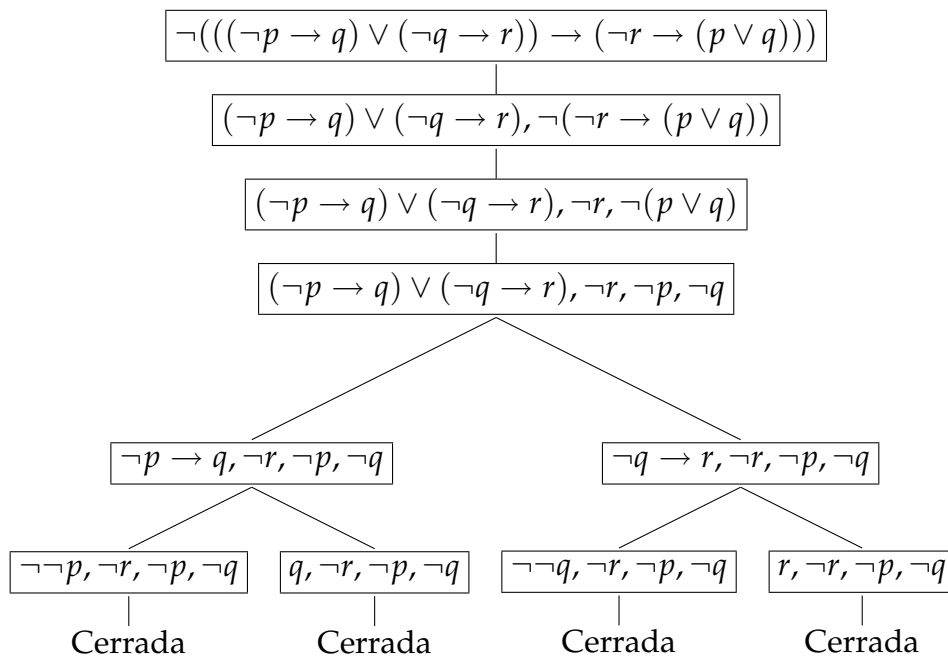 ¬(((¬p → q) ∨ (¬q → r)) → (¬r → (p ∨ q)))
(¬p → q) ∨ (¬q → r), ¬(¬r → (p ∨ q))
(¬p → q) ∨ (¬q → r), ¬r, ¬(p ∨ q)
(¬p → q) ∨ (¬q → r), ¬r, ¬p, ¬q
¬p → q, ¬r, ¬p, ¬q
¬q → r, ¬r, ¬p, ¬q
¬¬p, ¬r, ¬p, ¬q
q, ¬r, ¬p, ¬q
¬¬q, ¬r, ¬p, ¬q
r, ¬r, ¬p, ¬q
Cerrada
Cerrada
Cerrada
Cerrada